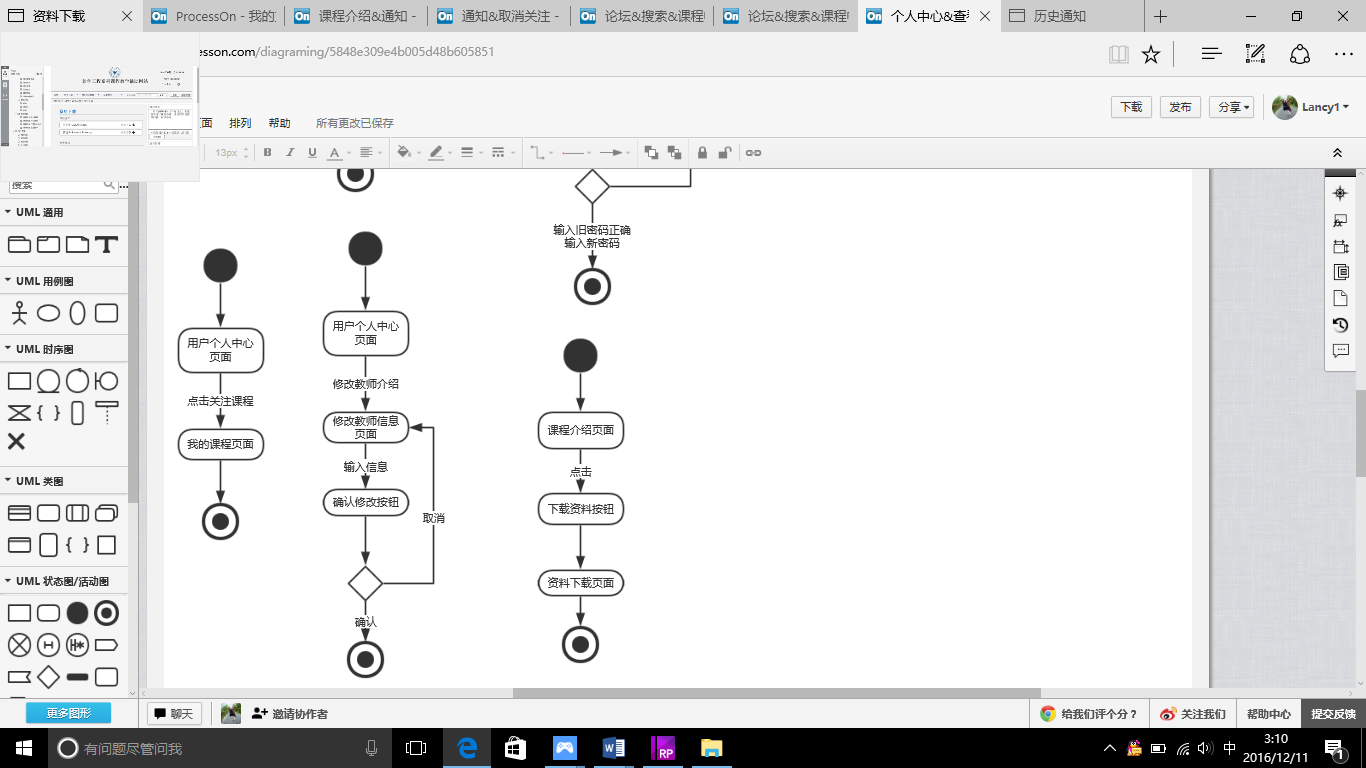 资料下载
ProcessOn - 我的
课程介绍&通知 -
通知&取消关注 -
论坛&搜索&课程
论坛&搜索&课程
个人中心&查
历史通知
esson.com/diagraming/5848e309e4b005d48b605851
下载
发布
分享
Lancy1
页
排列
帮助
所有更改已保存
13px
B
I
U
A
搜索
UML 通用
T
UML 用例图
UML 时序图
UML 类图
UML 状态图/活动图
更多图形
用户个人中心
页面
点击关注课程
我的课程页面
用户个人中心
页面
修改教师介绍
修改教师信息
页面
输入信息
确认修改按钮
取消
确认
输入旧密码正确
输入新密码
课程介绍页面
点击
下载资料按钮
资料下载页面
聊天
邀请协作者
给我们评个分？
关注我们
帮助中心
提交反馈
有问题尽管问我
RP
中
3:10
2016/12/11
1